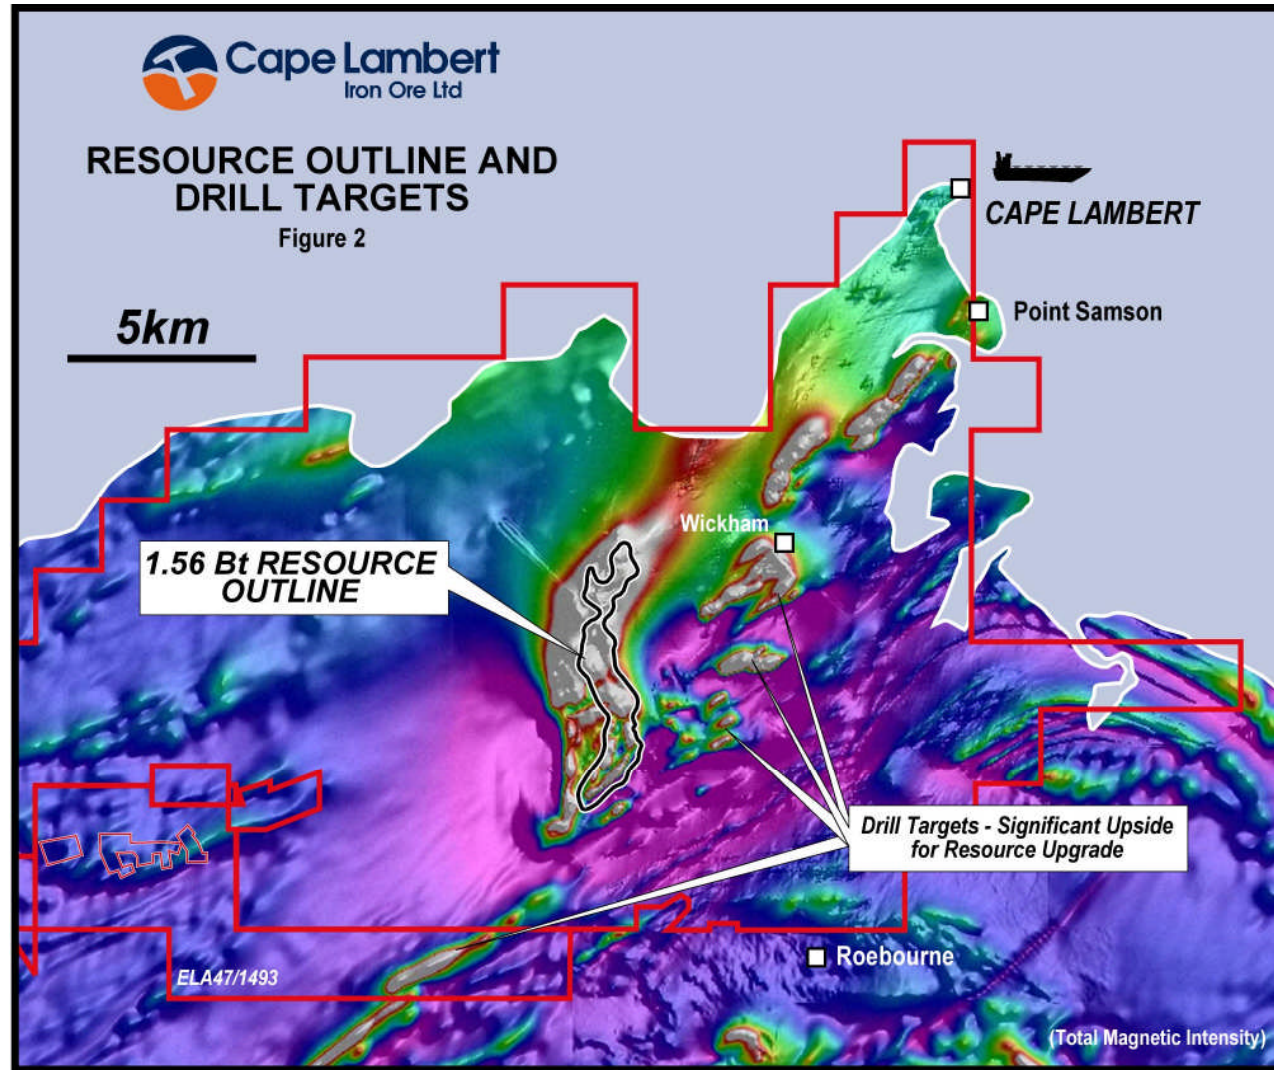 Cape Lambert
Iron Ore Ltd
RESOURCE OUTLINE AND
DRILL TARGETS
Figure 2
5km
CAPE LAMBERT
Point Samson
Wickham
1.56 Bt RESOURCE
OUTLINE
Drill Targets - Significant Upside
for Resource Upgrade
Roebourne
ELA47/1493
(Total Magnetic Intensity)